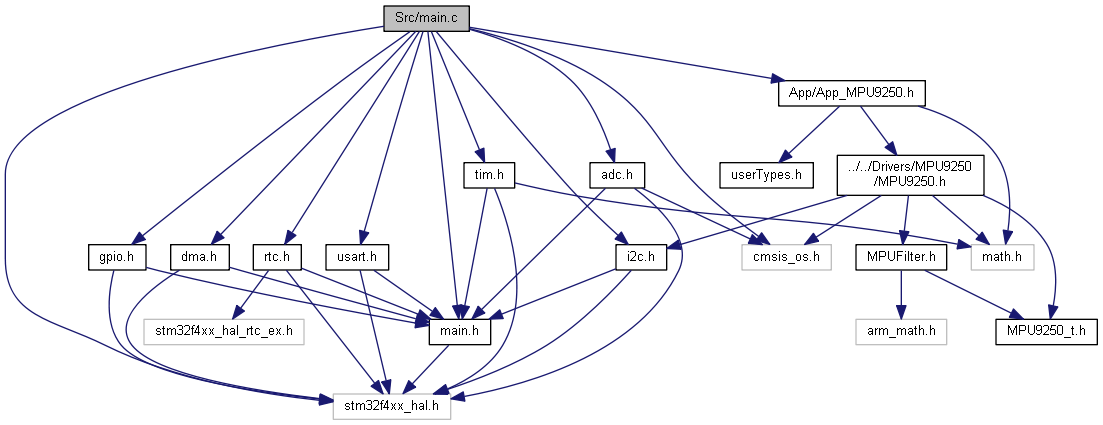 Src/main.c
App/App_MPU9250.h
userTypes.h
../../Drivers/MPU9250
/MPU9250.h
tim.h
adc.h
gpio.h
dma.h
rtc.h
usart.h
i2c.h
cmsis_os.h
MPUFilter.h
math.h
stm32f4xx_hal_rtc_ex.h
main.h
arm_math.h
MPU9250_t.h
stm32f4xx_hal.h